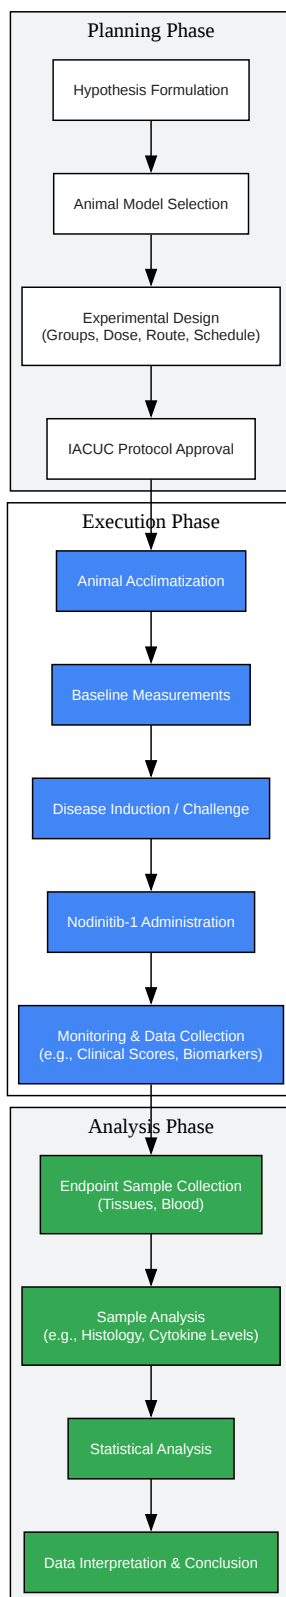 Planning Phase
Hypothesis Formulation
Animal Model Selection
Experimental Design
(Groups, Dose, Route, Schedule)
IACUC Protocol Approval
Execution Phase
Animal Acclimatization
Baseline Measurements
Disease Induction / Challenge
Nodinitib-1 Administration
Monitoring & Data Collection
(e.g., Clinical Scores, Biomarkers)
Analysis Phase
Endpoint Sample Collection
(Tissues, Blood)
Sample Analysis
(e.g., Histology, Cytokine Levels)
Statistical Analysis
Data Interpretation & Conclusion